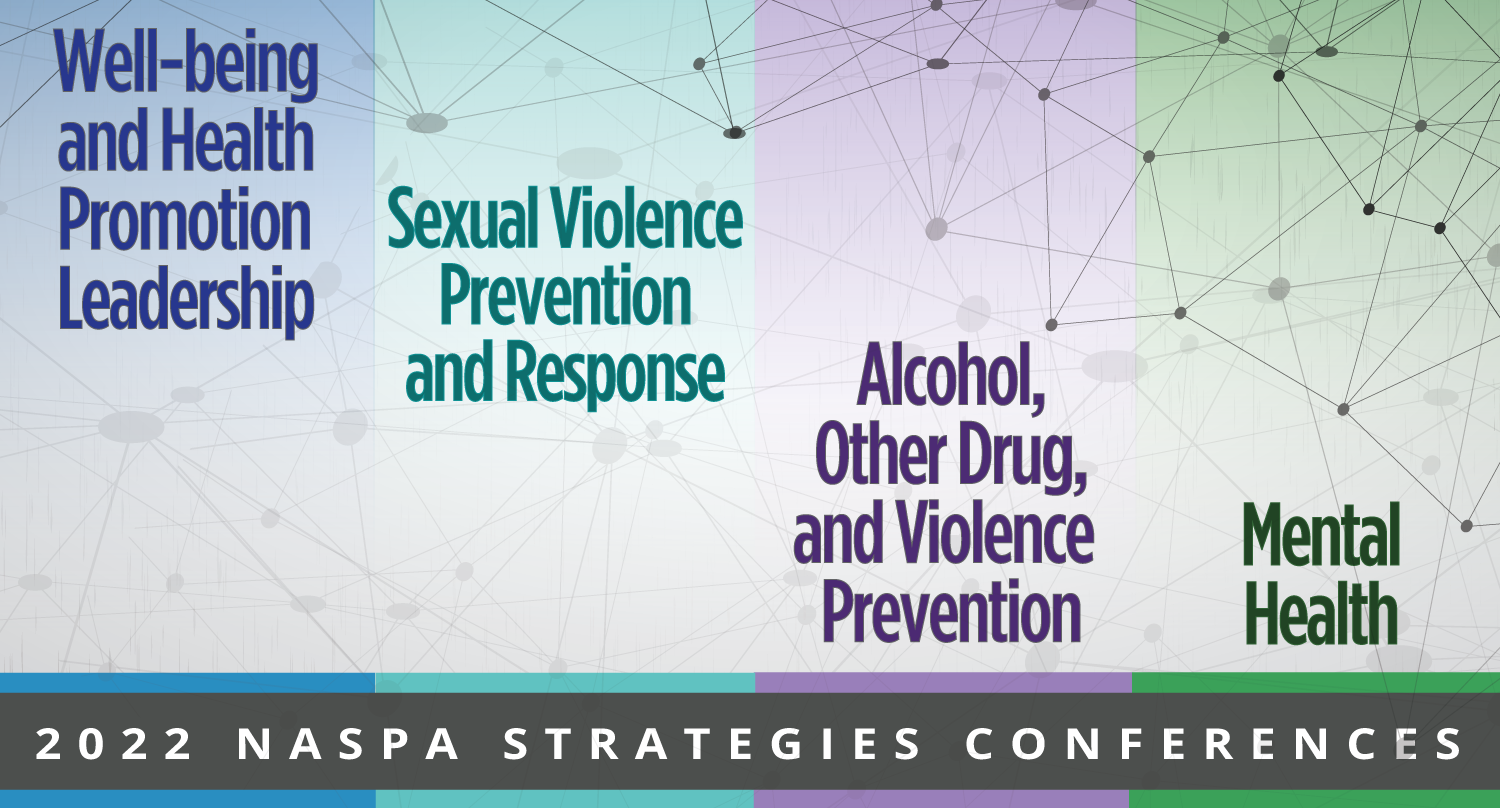 Well-being
and Health
Promotion
Leadership
Sexual Violence
Prevention
and Response
Alcohol,
Other Drug,
and Violence
Prevention
Mental
Health
2022 NASPA STRATEGIES CONFERENCES